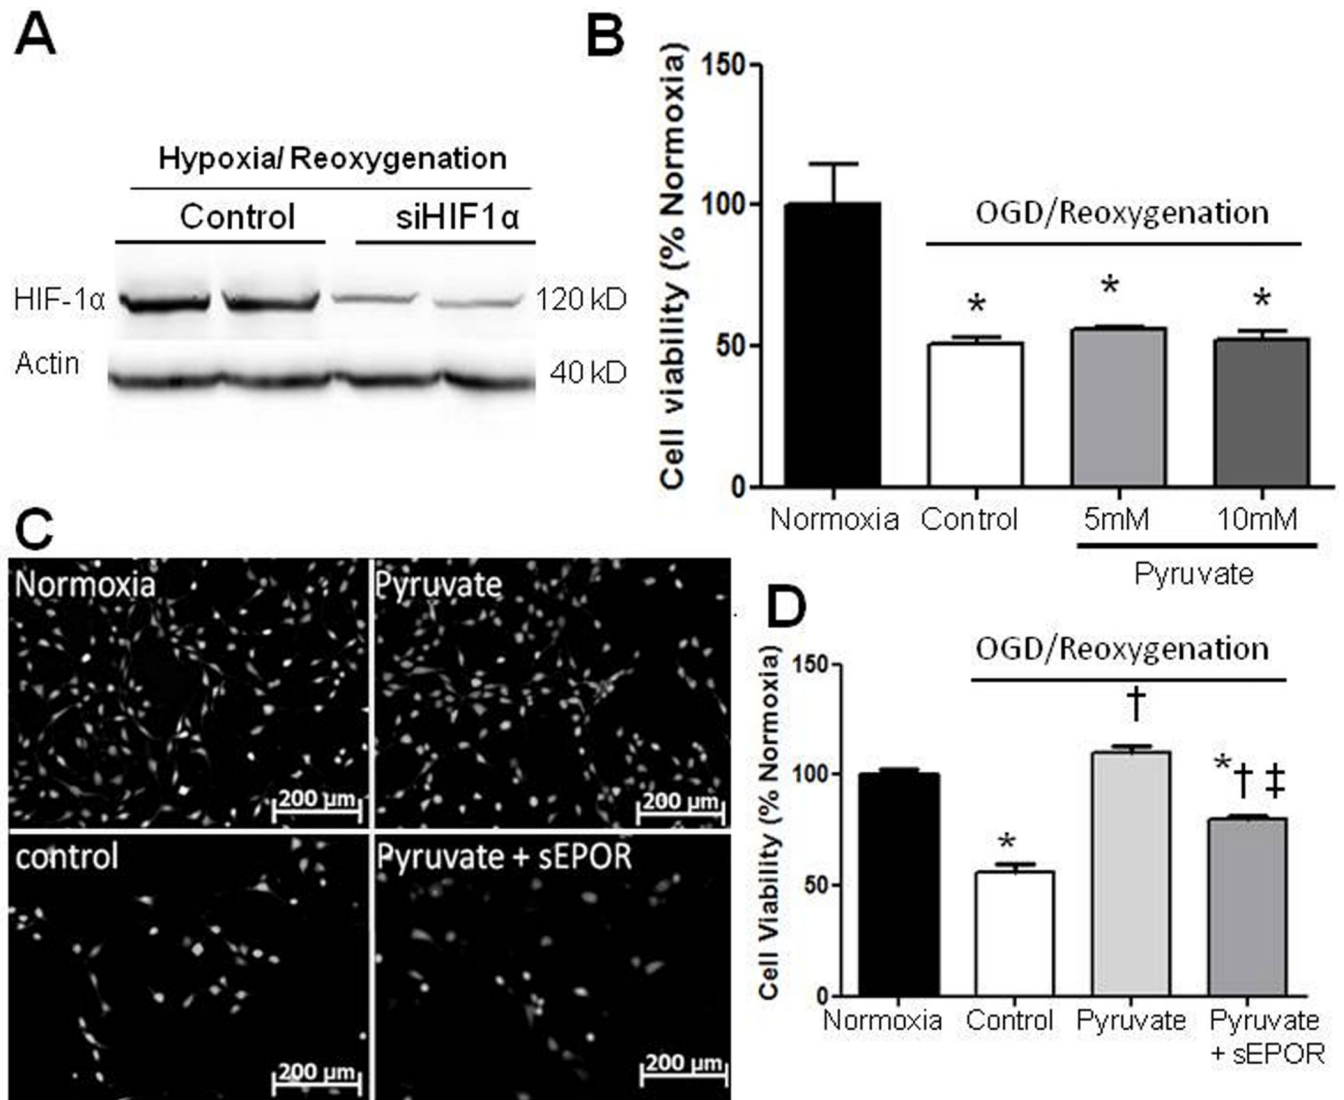 A
Hypoxia/ Reoxygenation
Control siHIF1α
HIF-1α 120 kD
Actin 40 kD
B
Cell viability (% Normoxia)
150
100
50
0
OGD/Reoxygenation
* * *
Normoxia Control 5mM 10mM
Pyruvate
C
Normoxia
200 µm
Pyruvate
200 µm
control
200 µm
Pyruvate + sEPOR
200 µm
D
Cell Viability (% Normoxia)
150
100
50
0
OGD/Reoxygenation
* † *† ‡
Normoxia Control Pyruvate Pyruvate
+ sEPOR